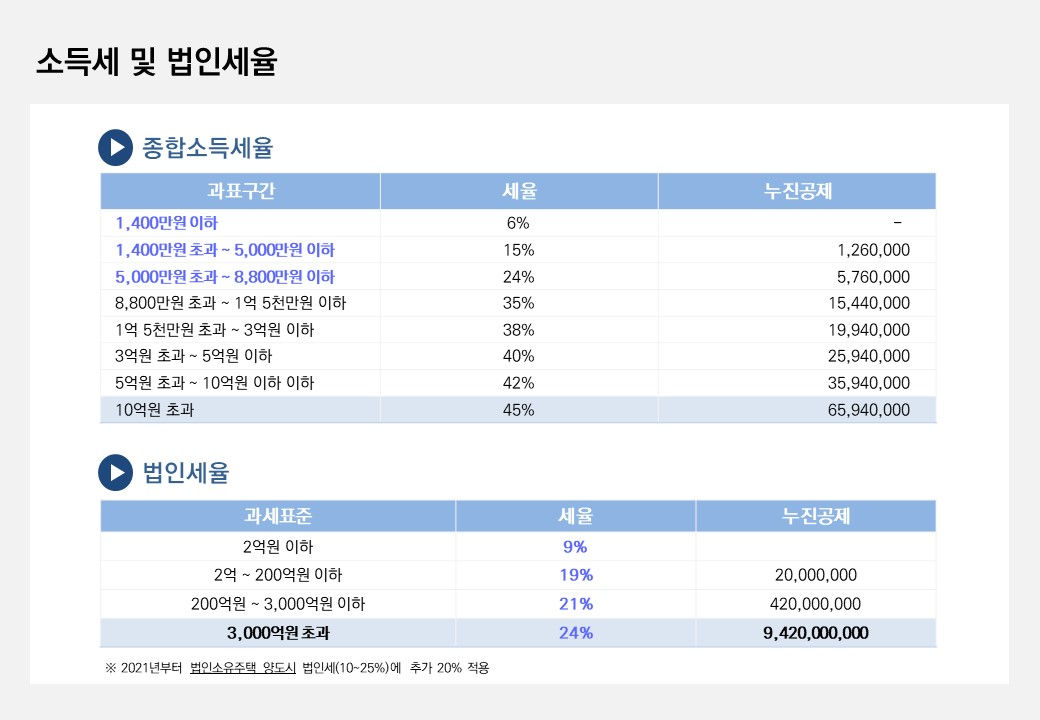 소득세 및 법인세율
종합소득세율
과표구간 세율 누진공제
1,400만원 이하 6% –
1,400만원 초과 ~ 5,000만원 이하 15% 1,260,000
5,000만원 초과 ~ 8,800만원 이하 24% 5,760,000
8,800만원 초과 ~ 1억 5천만원 이하 35% 15,440,000
1억 5천만원 초과 ~ 3억원 이하 38% 19,940,000
3억원 초과 ~ 5억원 이하 40% 25,940,000
5억원 초과 ~ 10억원 이하 이하 42% 35,940,000
10억원 초과 45% 65,940,000
법인세율
과세표준 세율 누진공제
2억원 이하 9%
2억 ~ 200억원 이하 19% 20,000,000
200억원 ~ 3,000억원 이하 21% 420,000,000
3,000억원 초과 24% 9,420,000,000
※ 2021년부터 법인소유주택 양도시 법인세(10~25%)에 추가 20% 적용